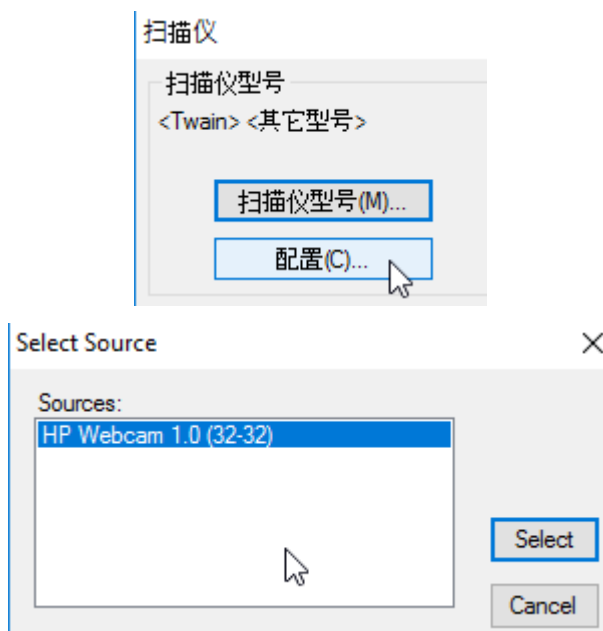 扫描仪
扫描仪型号
<Twain> <其它型号>
扫描仪型号(M)...
配置(C)...
Select Source
Sources:
HP Webcam 1.0 (32-32)
Select
Cancel